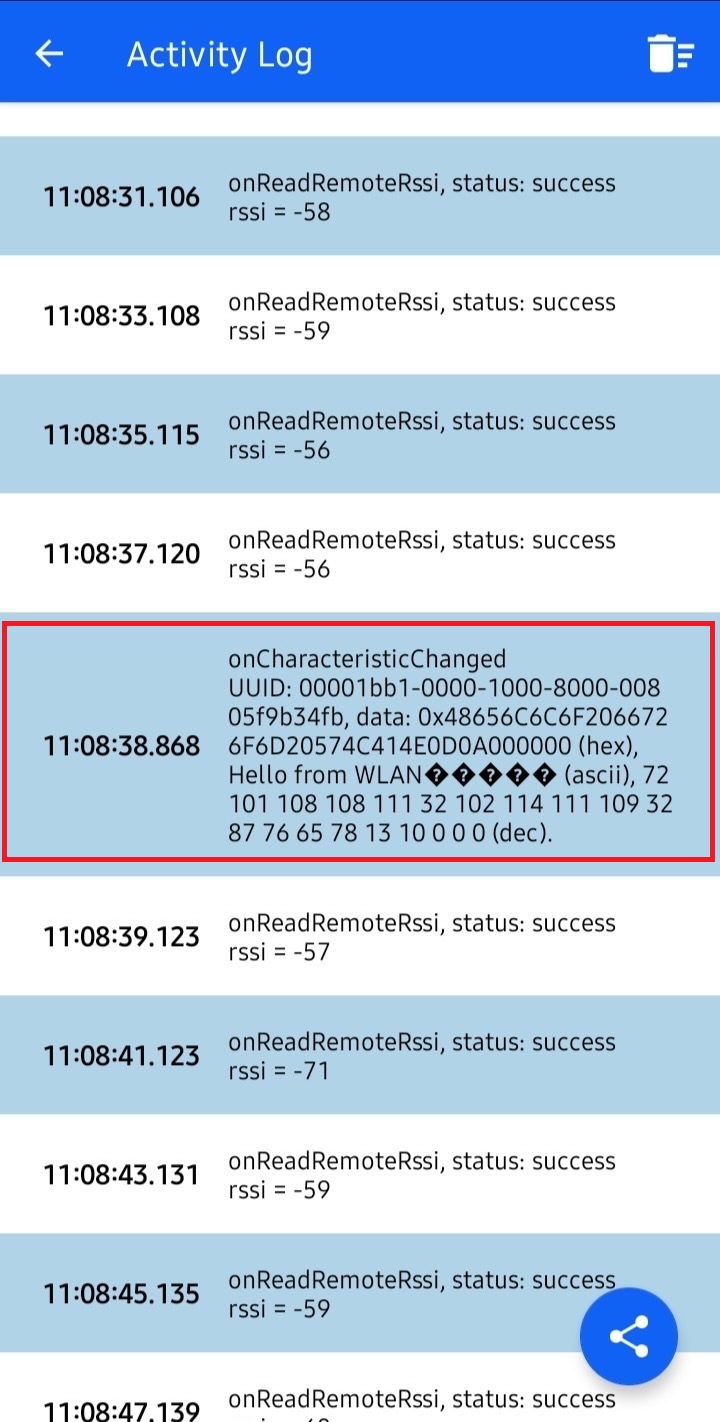 Activity Log
11:08:31.106
onReadRemoteRssi, status: success
rssi = -58
11:08:33.108
onReadRemoteRssi, status: success
rssi = -59
11:08:35.115
onReadRemoteRssi, status: success
rssi = -56
11:08:37.120
onReadRemoteRssi, status: success
rssi = -56
11:08:38.868
onCharacteristicChanged
UUID: 00001bb1-0000-1000-8000-008
05f9b34fb, data: 0x48656C6C6F206672
6F6D20574C414E0D0A000000 (hex),
Hello from WLAN����� (ascii), 72
101 108 108 111 32 102 114 111 109 32
87 76 65 78 13 10 0 0 0 (dec).
11:08:39.123
onReadRemoteRssi, status: success
rssi = -57
11:08:41.123
onReadRemoteRssi, status: success
rssi = -71
11:08:43.131
onReadRemoteRssi, status: success
rssi = -59
11:08:45.135
onReadRemoteRssi, status: success
rssi = -59
11:08:47.139
onReadRemoteRssi, status: success